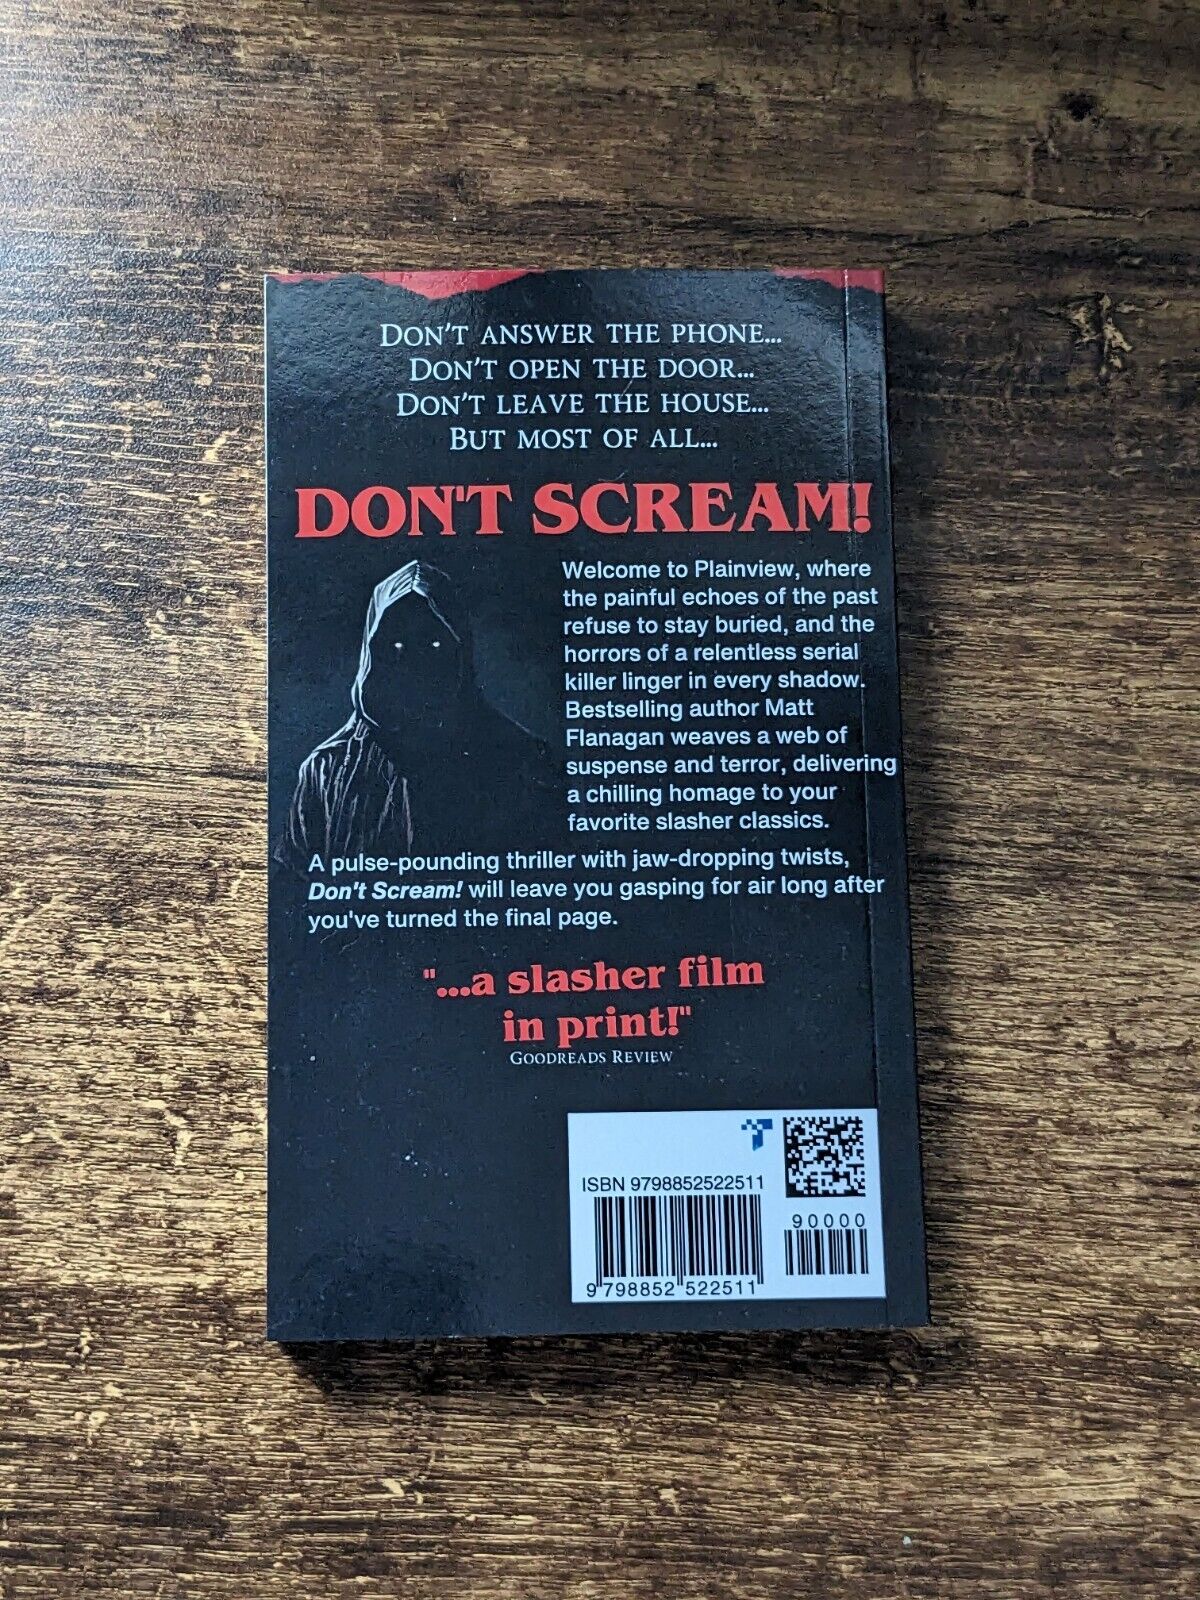 DON'T ANSWER THE PHONE...
DON'T OPEN THE DOOR...
DON'T LEAVE THE HOUSE...
BUT MOST OF ALL...
DON'T SCREAM!
Welcome to Plainview, where
the painful echoes of the past
refuse to stay buried, and the
horrors of a relentless serial
killer linger in every shadow.
Bestselling author Matt
Flanagan weaves a web of
suspense and terror, delivering
a chilling homage to your
favorite slasher classics.
A pulse-pounding thriller with jaw-dropping twists,
Don't Scream! will leave you gasping for air long after
you've turned the final page.
"...a slasher film
in print!"
GOODREADS REVIEW
ISBN 9798852522511
90000
9 798852 522511